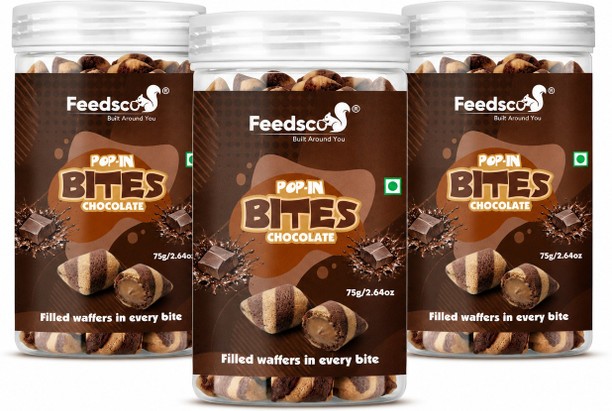 Feedsco®
Built Around You
POP-IN
BITES
CHOCOLATE
75g/2.64oz
Filled waffers in every bite
Feedsco®
Built Around You
POP-IN
BITES
CHOCOLATE
75g/2.64oz
Filled waffers in every bite
Feedsco®
Built Around You
POP-IN
BITES
CHOCOLATE
75g/2.64oz
Filled waffers in every bite